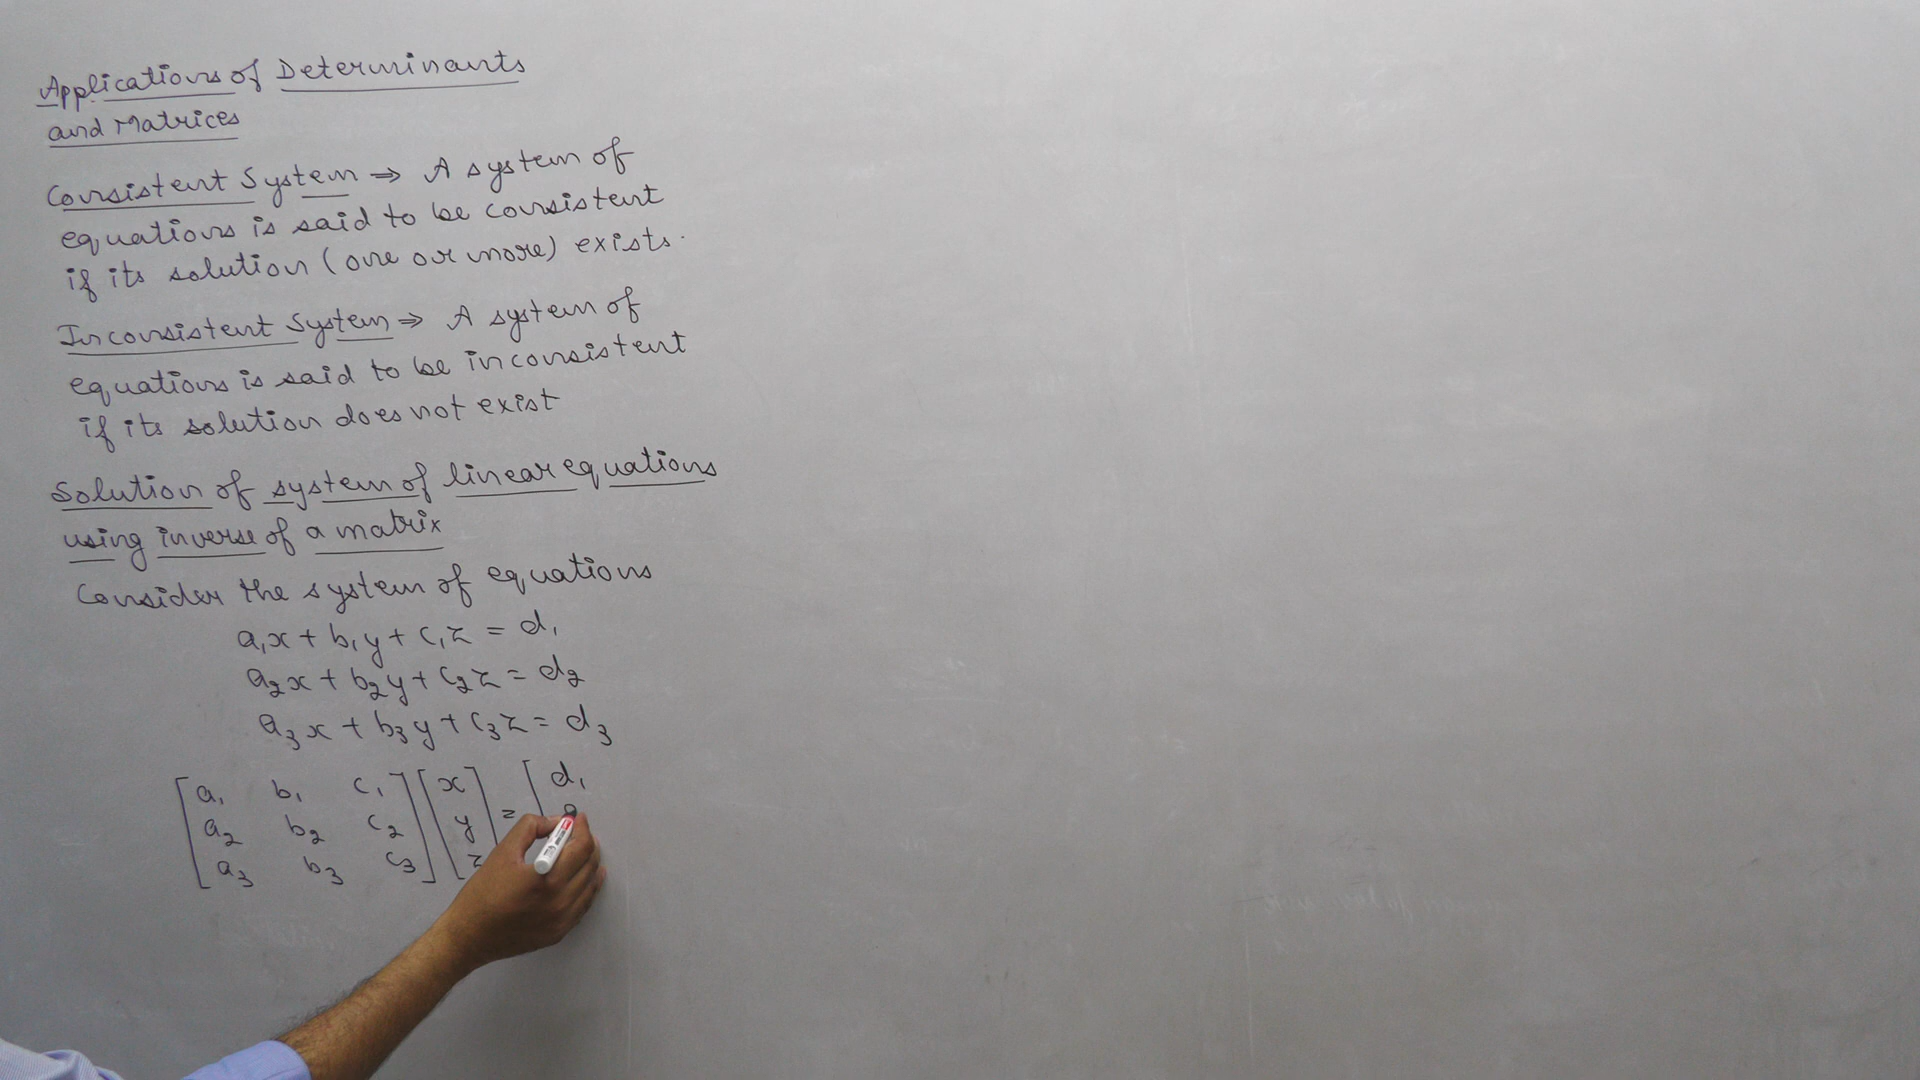 Applications of Determinants
and Matrices
Consistent System ⇒ A system of
equations is said to be consistent
if its solution (one or more) exists.
Inconsistent System ⇒ A system of
equations is said to be inconsistent
if its solution does not exist
Solution of system of linear equations
using inverse of a matrix
Consider the system of equations
a₁x + b₁y + c₁z = d₁
a₂x + b₂y + c₂z = d₂
a₃x + b₃y + c₃z = d₃
[a₁ b₁ c₁] [x] = [d₁
[a₂ b₂ c₂] [y]
[a₃ b₃ c₃] [z